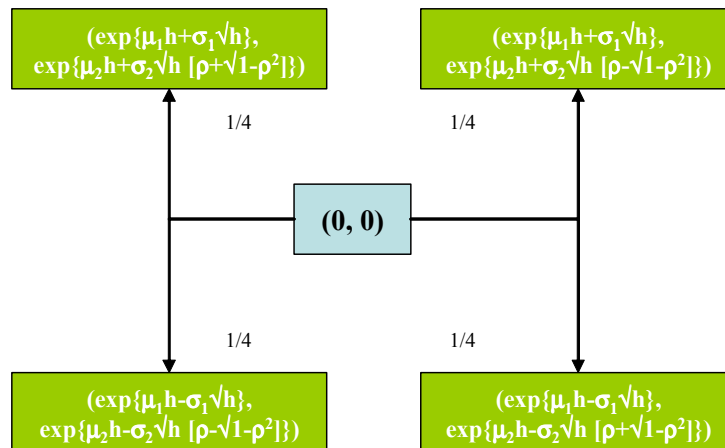 (exp{μ₁h+σ₁√h},
exp{μ₂h+σ₂√h [ρ+√1-ρ²]})
(exp{μ₁h+σ₁√h},
exp{μ₂h+σ₂√h [ρ-√1-ρ²]})
1/4
1/4
(0, 0)
1/4
1/4
(exp{μ₁h-σ₁√h},
exp{μ₂h-σ₂√h [ρ-√1-ρ²]})
(exp{μ₁h-σ₁√h},
exp{μ₂h-σ₂√h [ρ+√1-ρ²]})